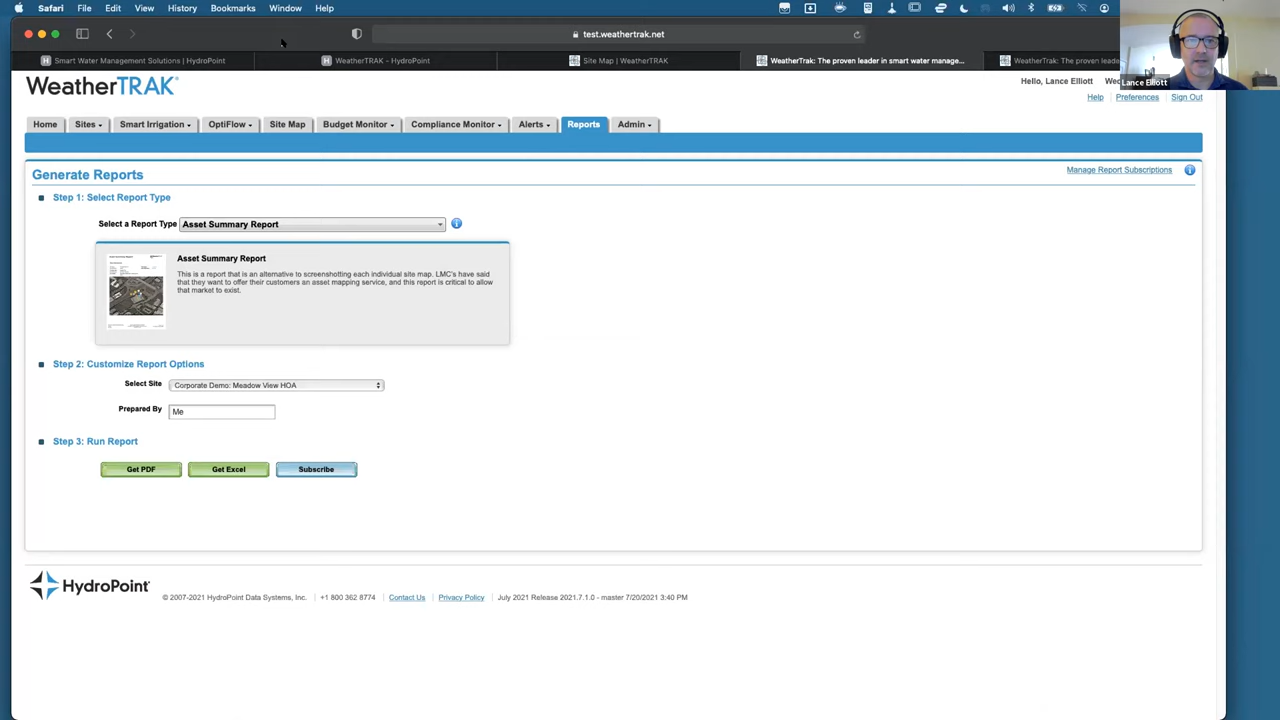 Safari File Edit View History Bookmarks Window Help
test.weathertrak.net
Smart Water Management Solutions | HydroPoint
WeatherTRAK - HydroPoint
Site Map | WeatherTRAK
WeatherTRAK: The proven leader in smart water manage...
WeatherTrak: The proven leade
Lance Elliott
WeatherTRAK®
Hello, Lance Elliott
Help | Preferences | Sign Out
Home Sites Smart Irrigation OptiFlow Site Map Budget Monitor Compliance Monitor Alerts Reports Admin
Generate Reports
Manage Report Subscriptions
Step 1: Select Report Type
Select a Report Type Asset Summary Report
Asset Summary Report
This is a report that is an alternative to screenshotting each individual site map. LMC's have said
that they want to offer their customers an asset mapping service, and this report is critical to allow
that market to exist.
Step 2: Customize Report Options
Select Site Corporate Demo: Meadow View HOA
Prepared By Me
Step 3: Run Report
Get PDF Get Excel Subscribe
HydroPoint
© 2007-2021 HydroPoint Data Systems, Inc. | +1 800 362 8774 | Contact Us | Privacy Policy | July 2021 Release 2021.7.1.0 - master 7/20/2021 3:40 PM